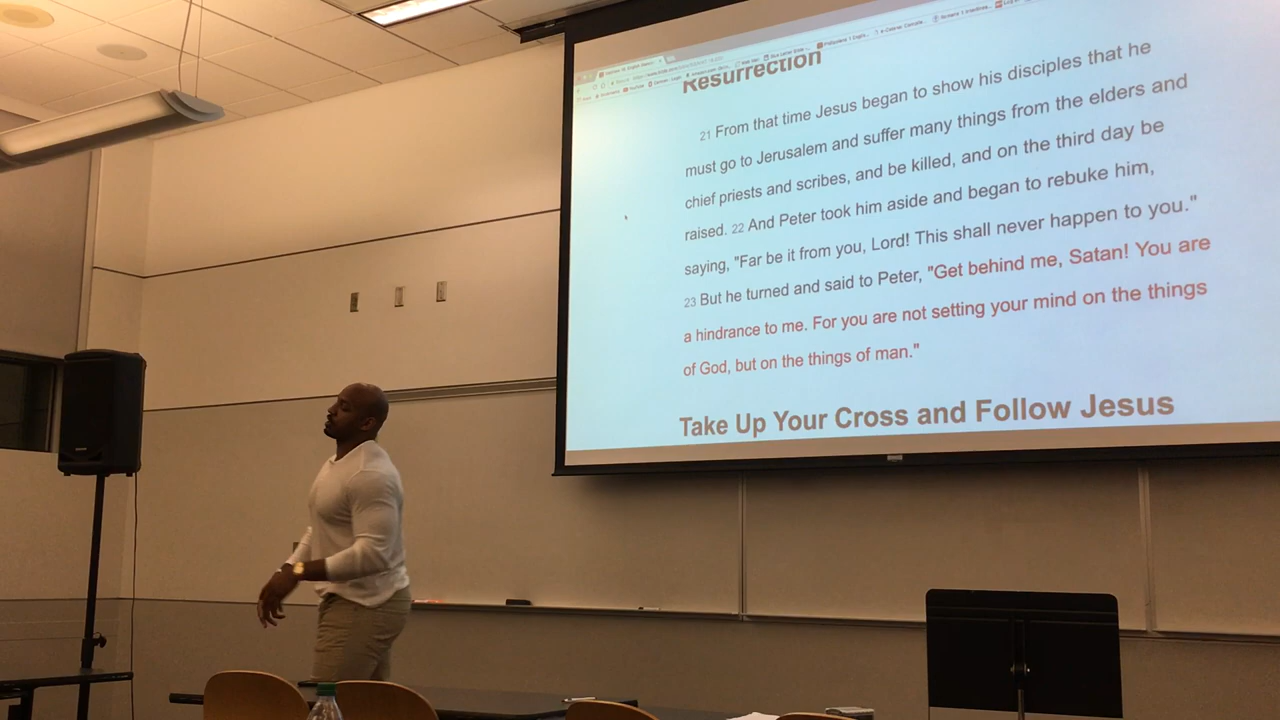 Resurrection
21 From that time Jesus began to show his disciples that he
must go to Jerusalem and suffer many things from the elders and
chief priests and scribes, and be killed, and on the third day be
raised. 22 And Peter took him aside and began to rebuke him,
saying, "Far be it from you, Lord! This shall never happen to you."
23 But he turned and said to Peter, "Get behind me, Satan! You are
a hindrance to me. For you are not setting your mind on the things
of God, but on the things of man."
Take Up Your Cross and Follow Jesus